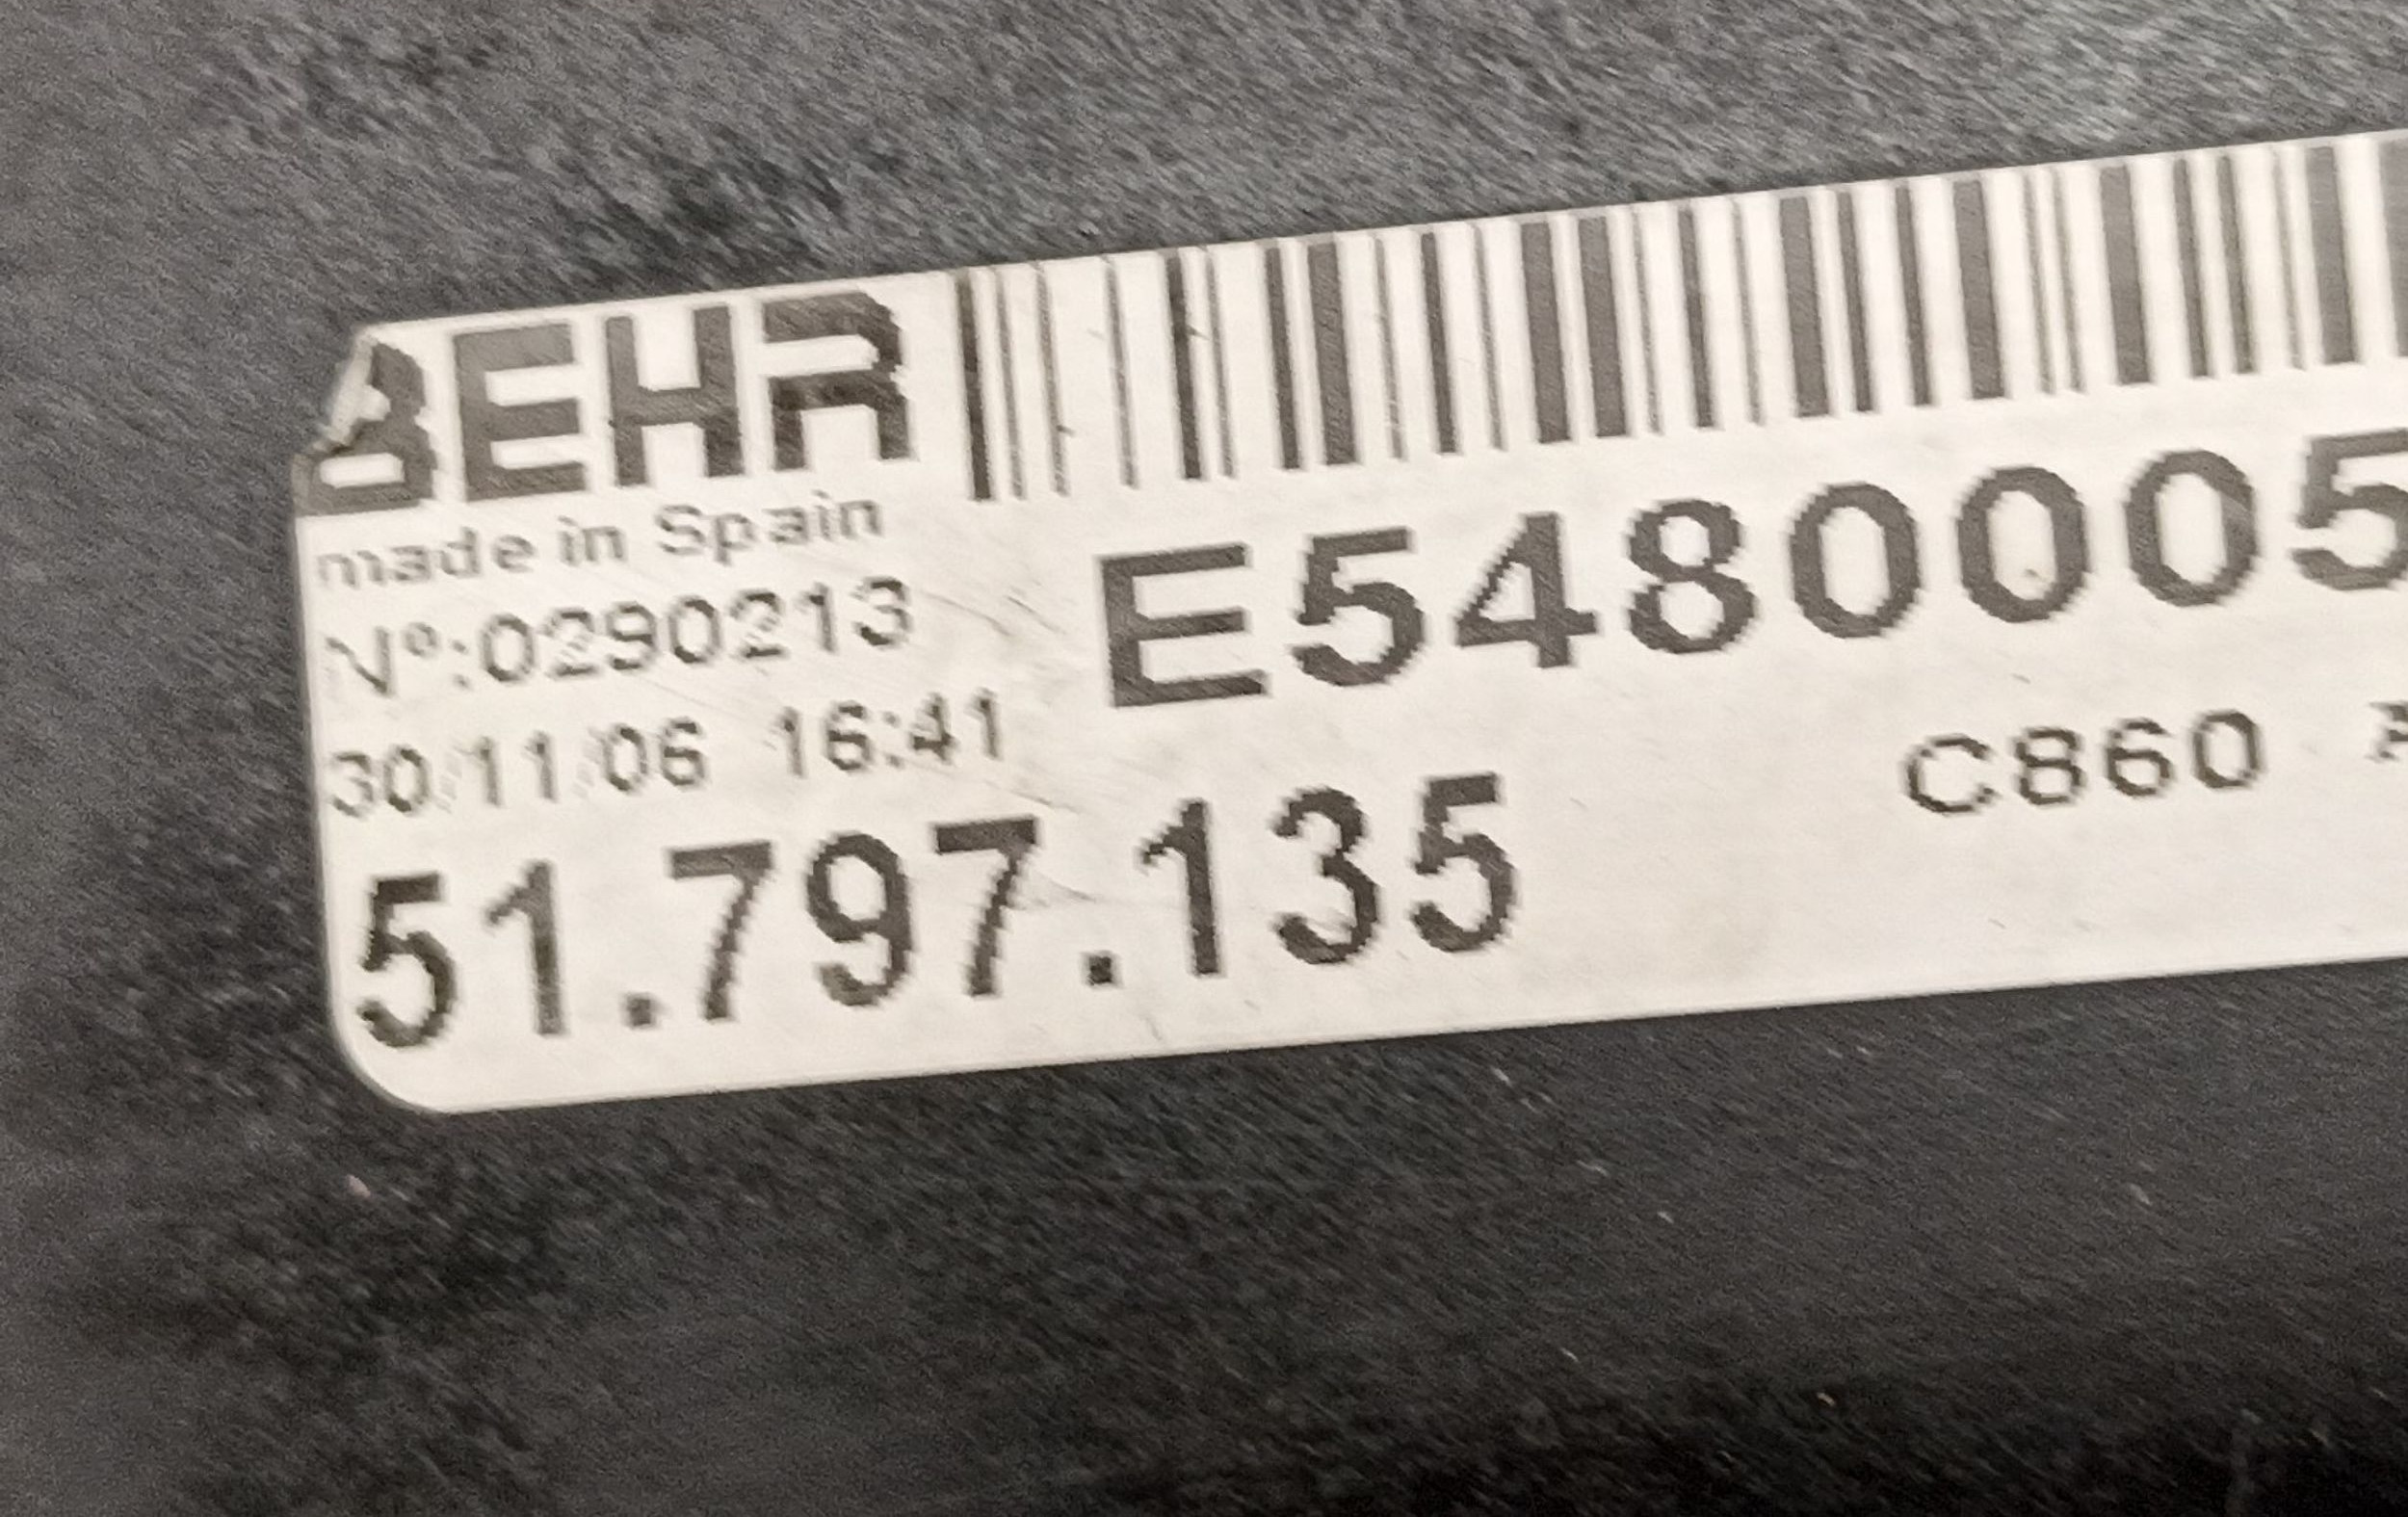 BEHR
made in Spain
Nº:0290213
30/11/06 16:41
E5480005
C860
51.797.135